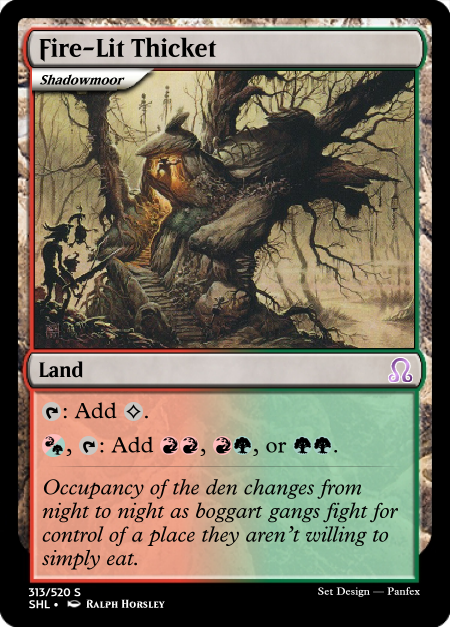 Fire-Lit Thicket
Shadowmoor
Land
: Add .
, : Add , , or .
Occupancy of the den changes from
night to night as boggart gangs fight for
control of a place they aren't willing to
simply eat.
313/520 S
Set Design — Panfex
SHL • Ralph Horsley